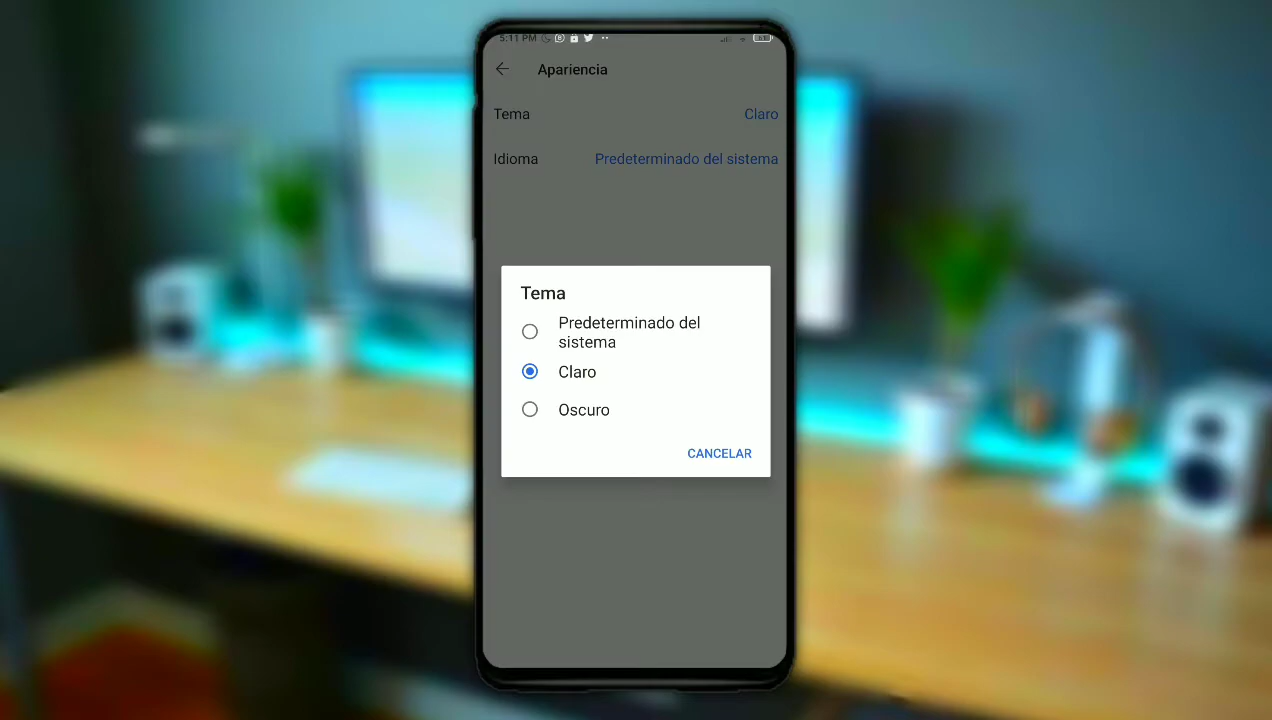 5:11 PM
Apariencia
Tema Claro
Idioma Predeterminado del sistema
Tema
Predeterminado del
sistema
Claro
Oscuro
CANCELAR